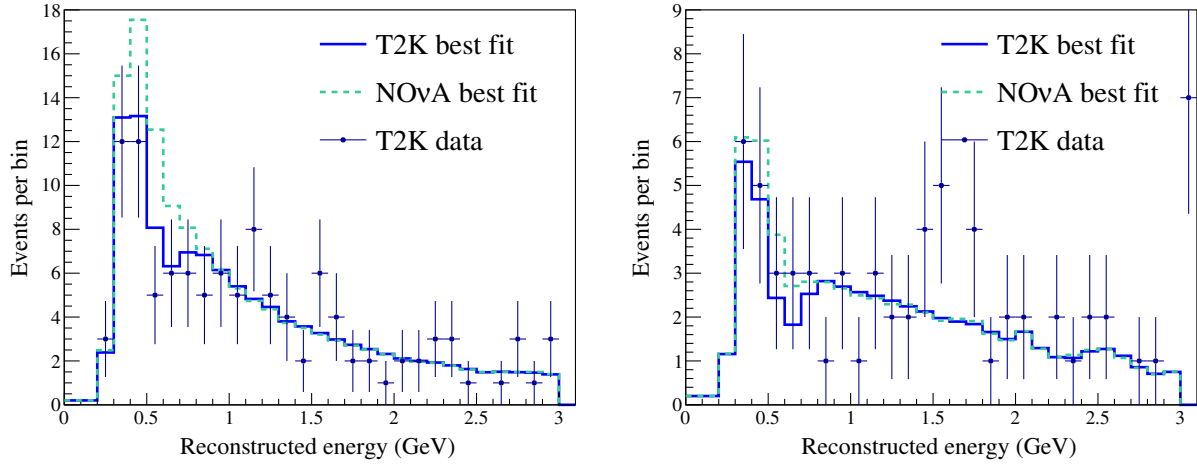 18
16
14
12
10
8
6
4
2
0
Events per bin
T2K best fit
NOνA best fit
T2K data
0 0.5 1 1.5 2 2.5 3
Reconstructed energy (GeV)
9
8
7
6
5
4
3
2
1
0
Events per bin
T2K best fit
NOνA best fit
T2K data
0 0.5 1 1.5 2 2.5 3
Reconstructed energy (GeV)